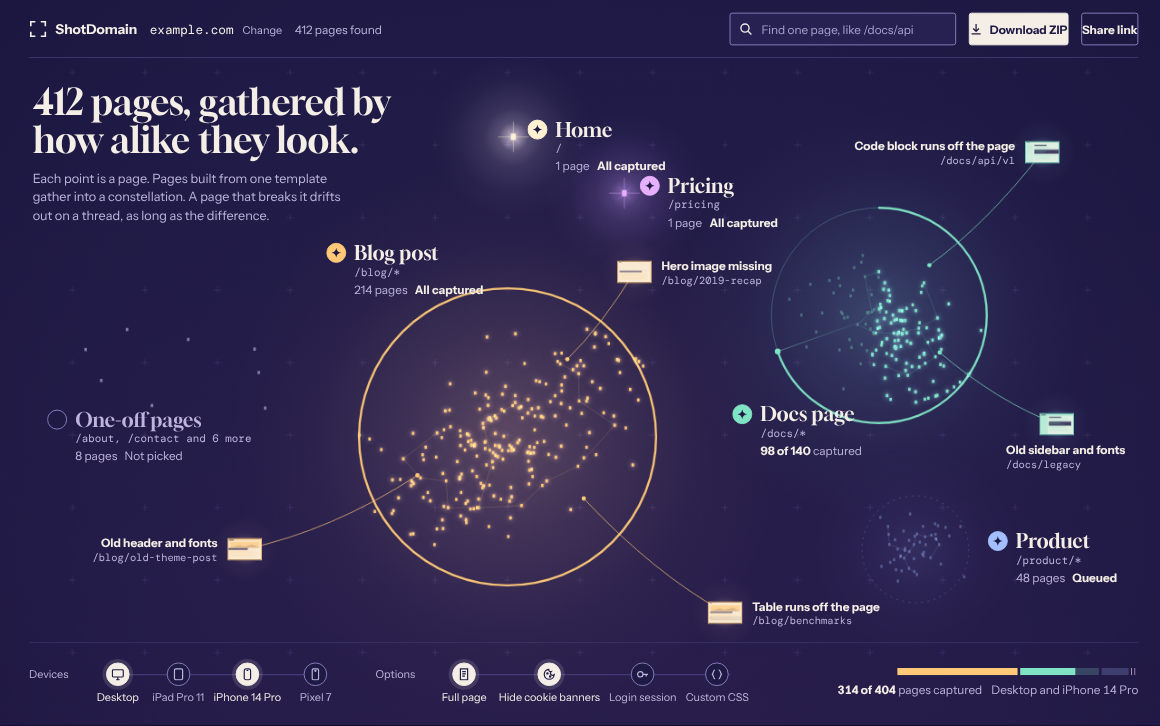 ShotDomain example.com Change 412 pages found Find one page, like /docs/api Download ZIP Share link
412 pages, gathered by
how alike they look.
Each point is a page. Pages built from one template
gather into a constellation. A page that breaks it drifts
out on a thread, as long as the difference.
Home
/
1 page All captured
Pricing
/pricing
1 page All captured
Code block runs off the page
/docs/api/v1
Blog post
/blog/*
214 pages All captured
Hero image missing
/blog/2019-recap
One-off pages
/about, /contact and 6 more
8 pages Not picked
Docs page
/docs/*
98 of 140 captured
Old sidebar and fonts
/docs/legacy
Old header and fonts
/blog/old-theme-post
Product
/product/*
48 pages Queued
Table runs off the page
/blog/benchmarks
Devices Desktop iPad Pro 11 iPhone 14 Pro Pixel 7 Options Full page Hide cookie banners Login session Custom CSS
314 of 404 pages captured Desktop and iPhone 14 Pro